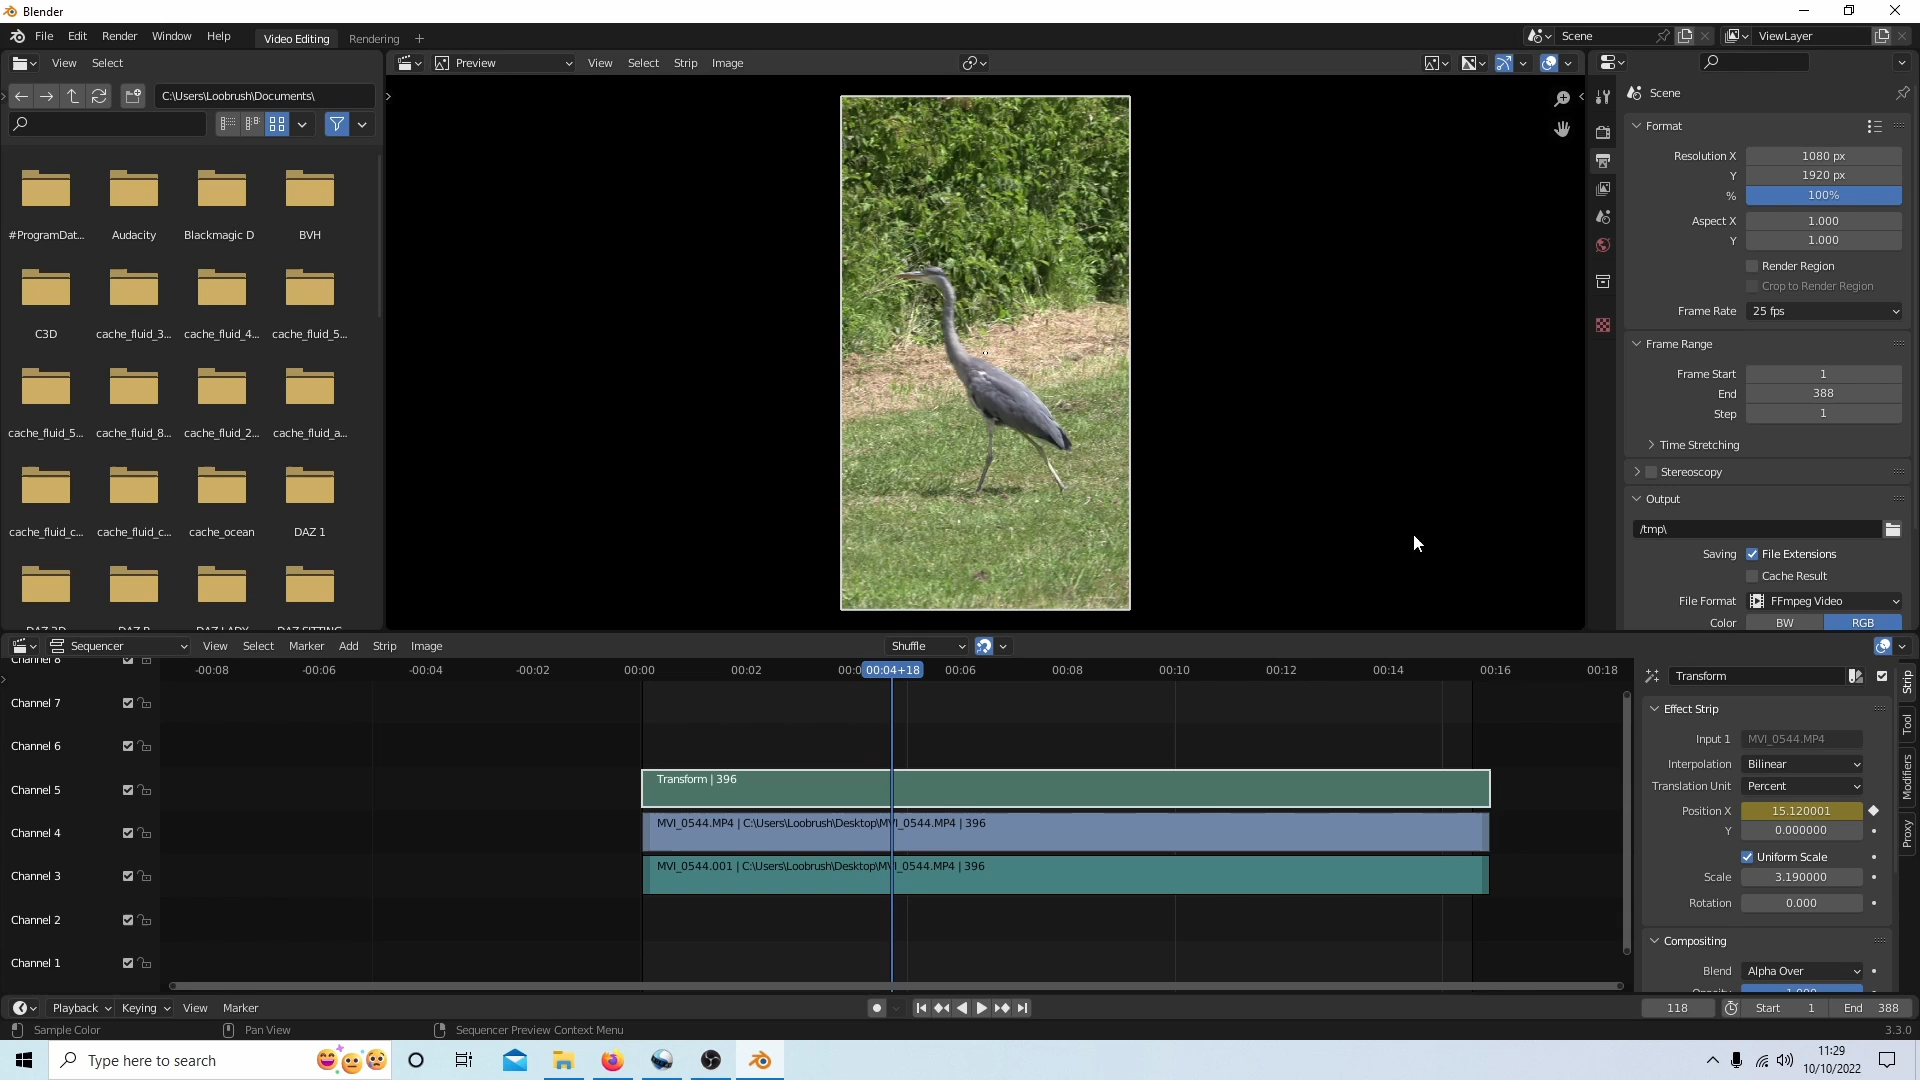 Blender
File Edit Render Window Help Video Editing Rendering + Scene ViewLayer
View Select Preview View Select Strip Image
C:\Users\Loobrush\Documents\
#ProgramDat... Audacity Blackmagic D BVH
C3D cache_fluid_3... cache_fluid_4... cache_fluid_5...
cache_fluid_5... cache_fluid_8... cache_fluid_2... cache_fluid_a...
cache_fluid_c... cache_fluid_c... cache_ocean DAZ 1
Scene
Format
Resolution X 1080 px
Y 1920 px
% 100%
Aspect X 1.000
Y 1.000
Render Region
Crop to Render Region
Frame Rate 25 fps
Frame Range
Frame Start 1
End 388
Step 1
Time Stretching
Stereoscopy
Output
/tmp\
Saving File Extensions
Cache Result
File Format FFmpeg Video
Color BW RGB
Sequencer View Select Marker Add Strip Image Shuffle
-00:08 -00:06 -00:04 -00:02 00:00 00:02 00:04+18 00:06 00:08 00:10 00:12 00:14 00:16 00:18
Channel 8
Channel 7
Channel 6
Channel 5
Channel 4
Channel 3
Channel 2
Channel 1
Transform | 396
MVI_0544.MP4 | C:\Users\Loobrush\Desktop\MVI_0544.MP4 | 396
MVI_0544.001 | C:\Users\Loobrush\Desktop\MVI_0544.MP4 | 396
Transform
Effect Strip
Input 1 MVI_0544.MP4
Interpolation Bilinear
Translation Unit Percent
Position X 15.120001
Y 0.000000
Uniform Scale
Scale 3.190000
Rotation 0.000
Compositing
Blend Alpha Over
Strip
Tool
Modifiers
Proxy
Playback Keying View Marker 118 Start 1 End 388
Sample Color Pan View Sequencer Preview Context Menu 3.3.0
Type here to search
11:29
10/10/2022